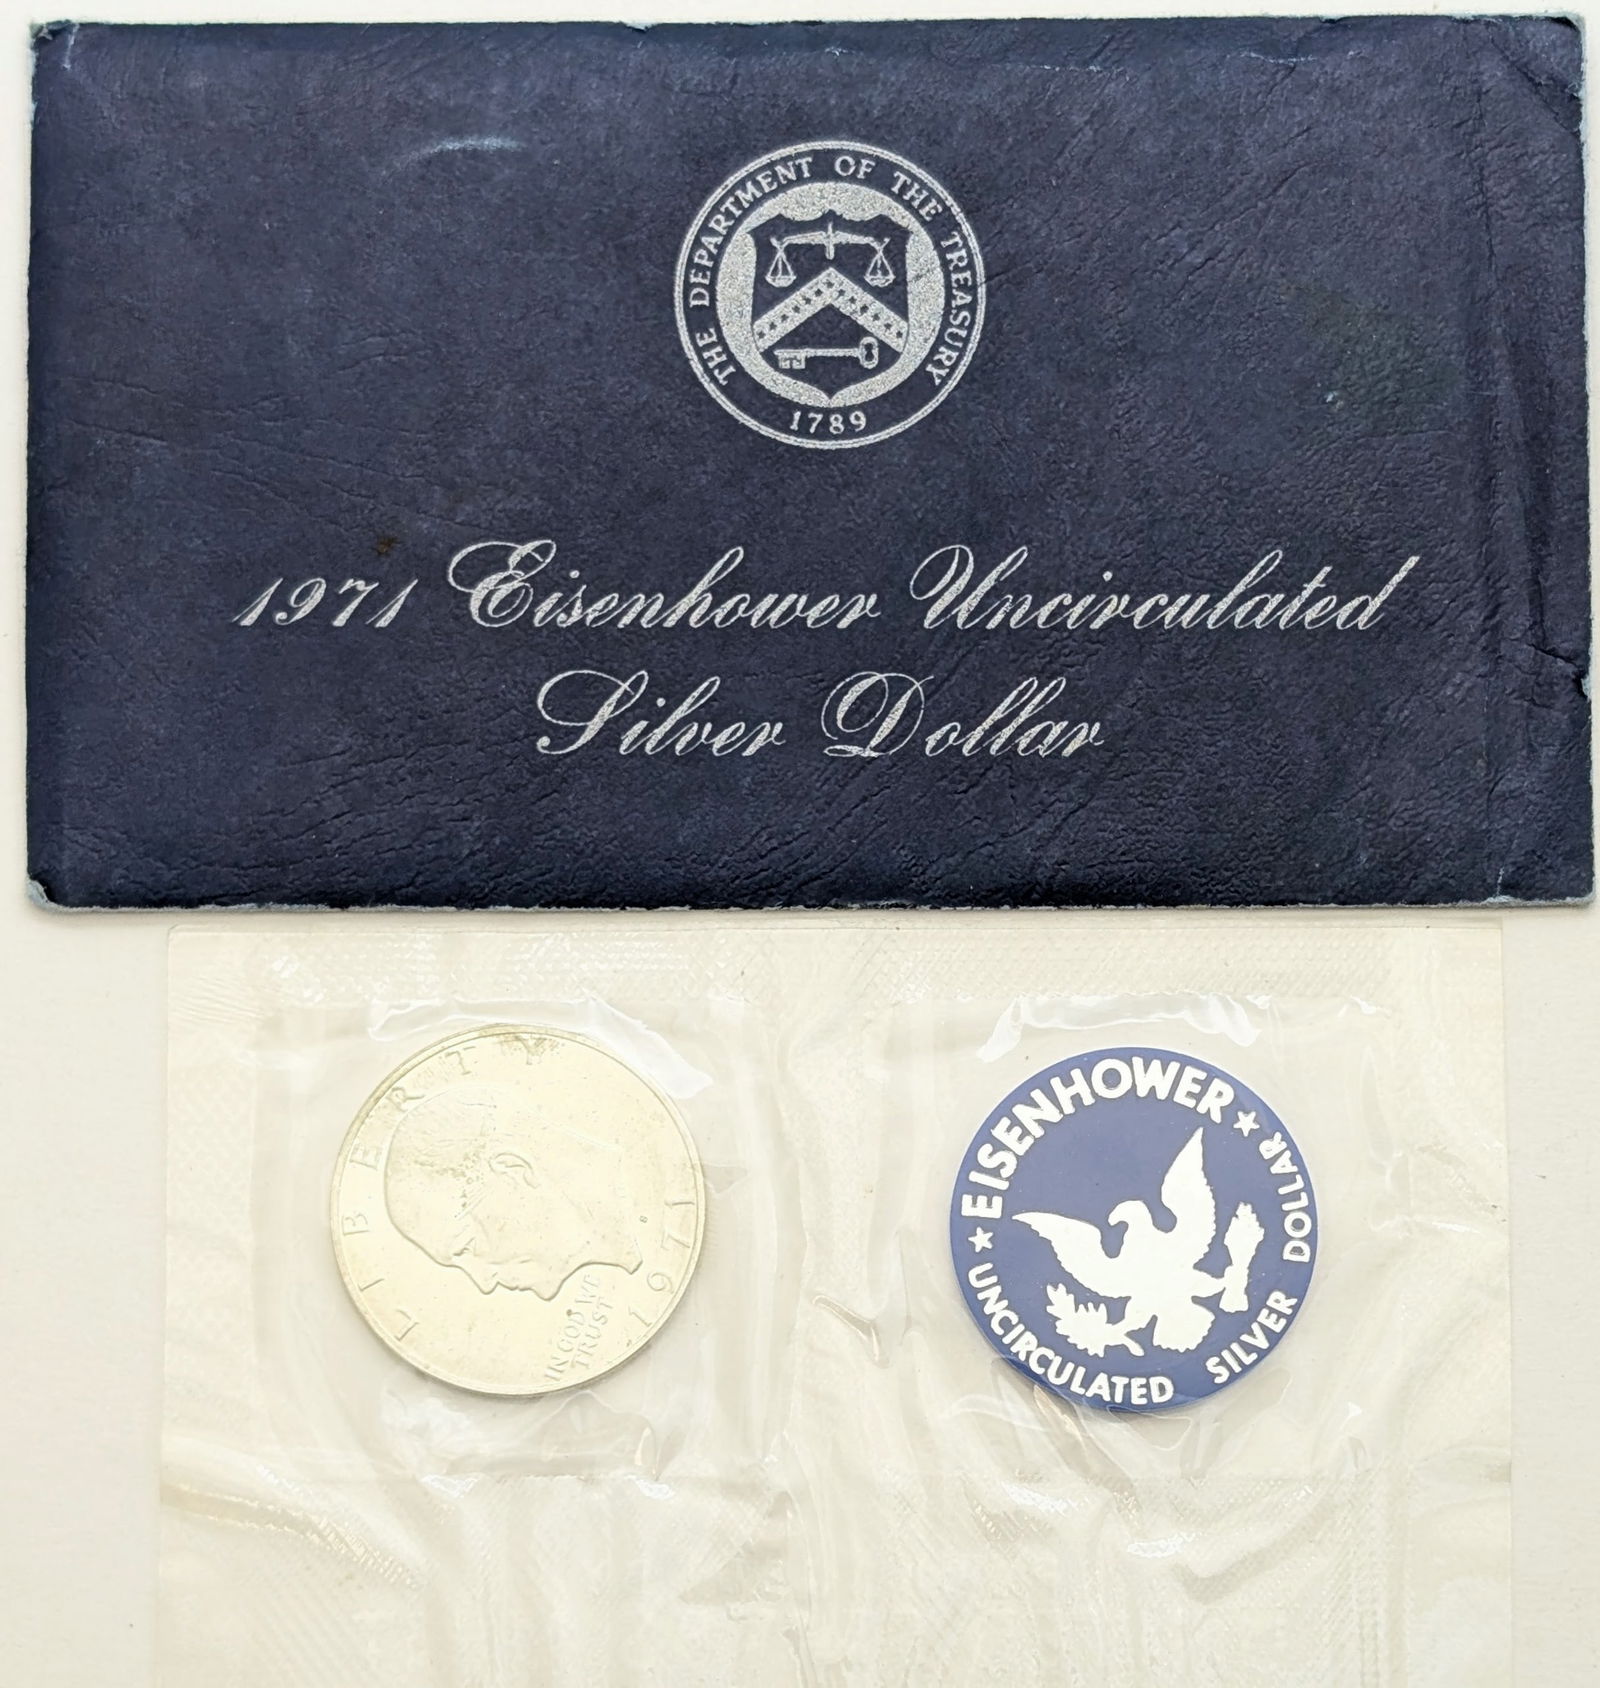 THE DEPARTMENT OF THE TREASURY
1789
1971 Eisenhower Uncirculated
Silver Dollar
LIBERTY
IN GOD WE
TRUST
S
1971
EISENHOWER
UNCIRCULATED SILVER DOLLAR